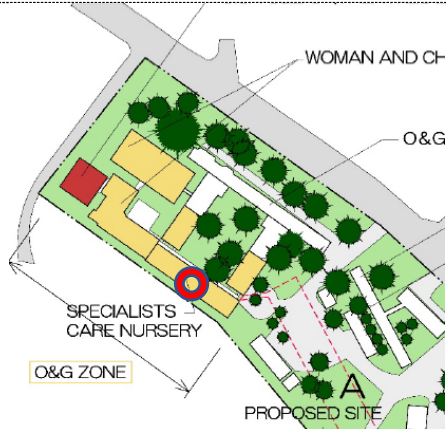 WOMAN AND CH
O&G
SPECIALISTS
CARE NURSERY
O&G ZONE
A
PROPOSED SITE